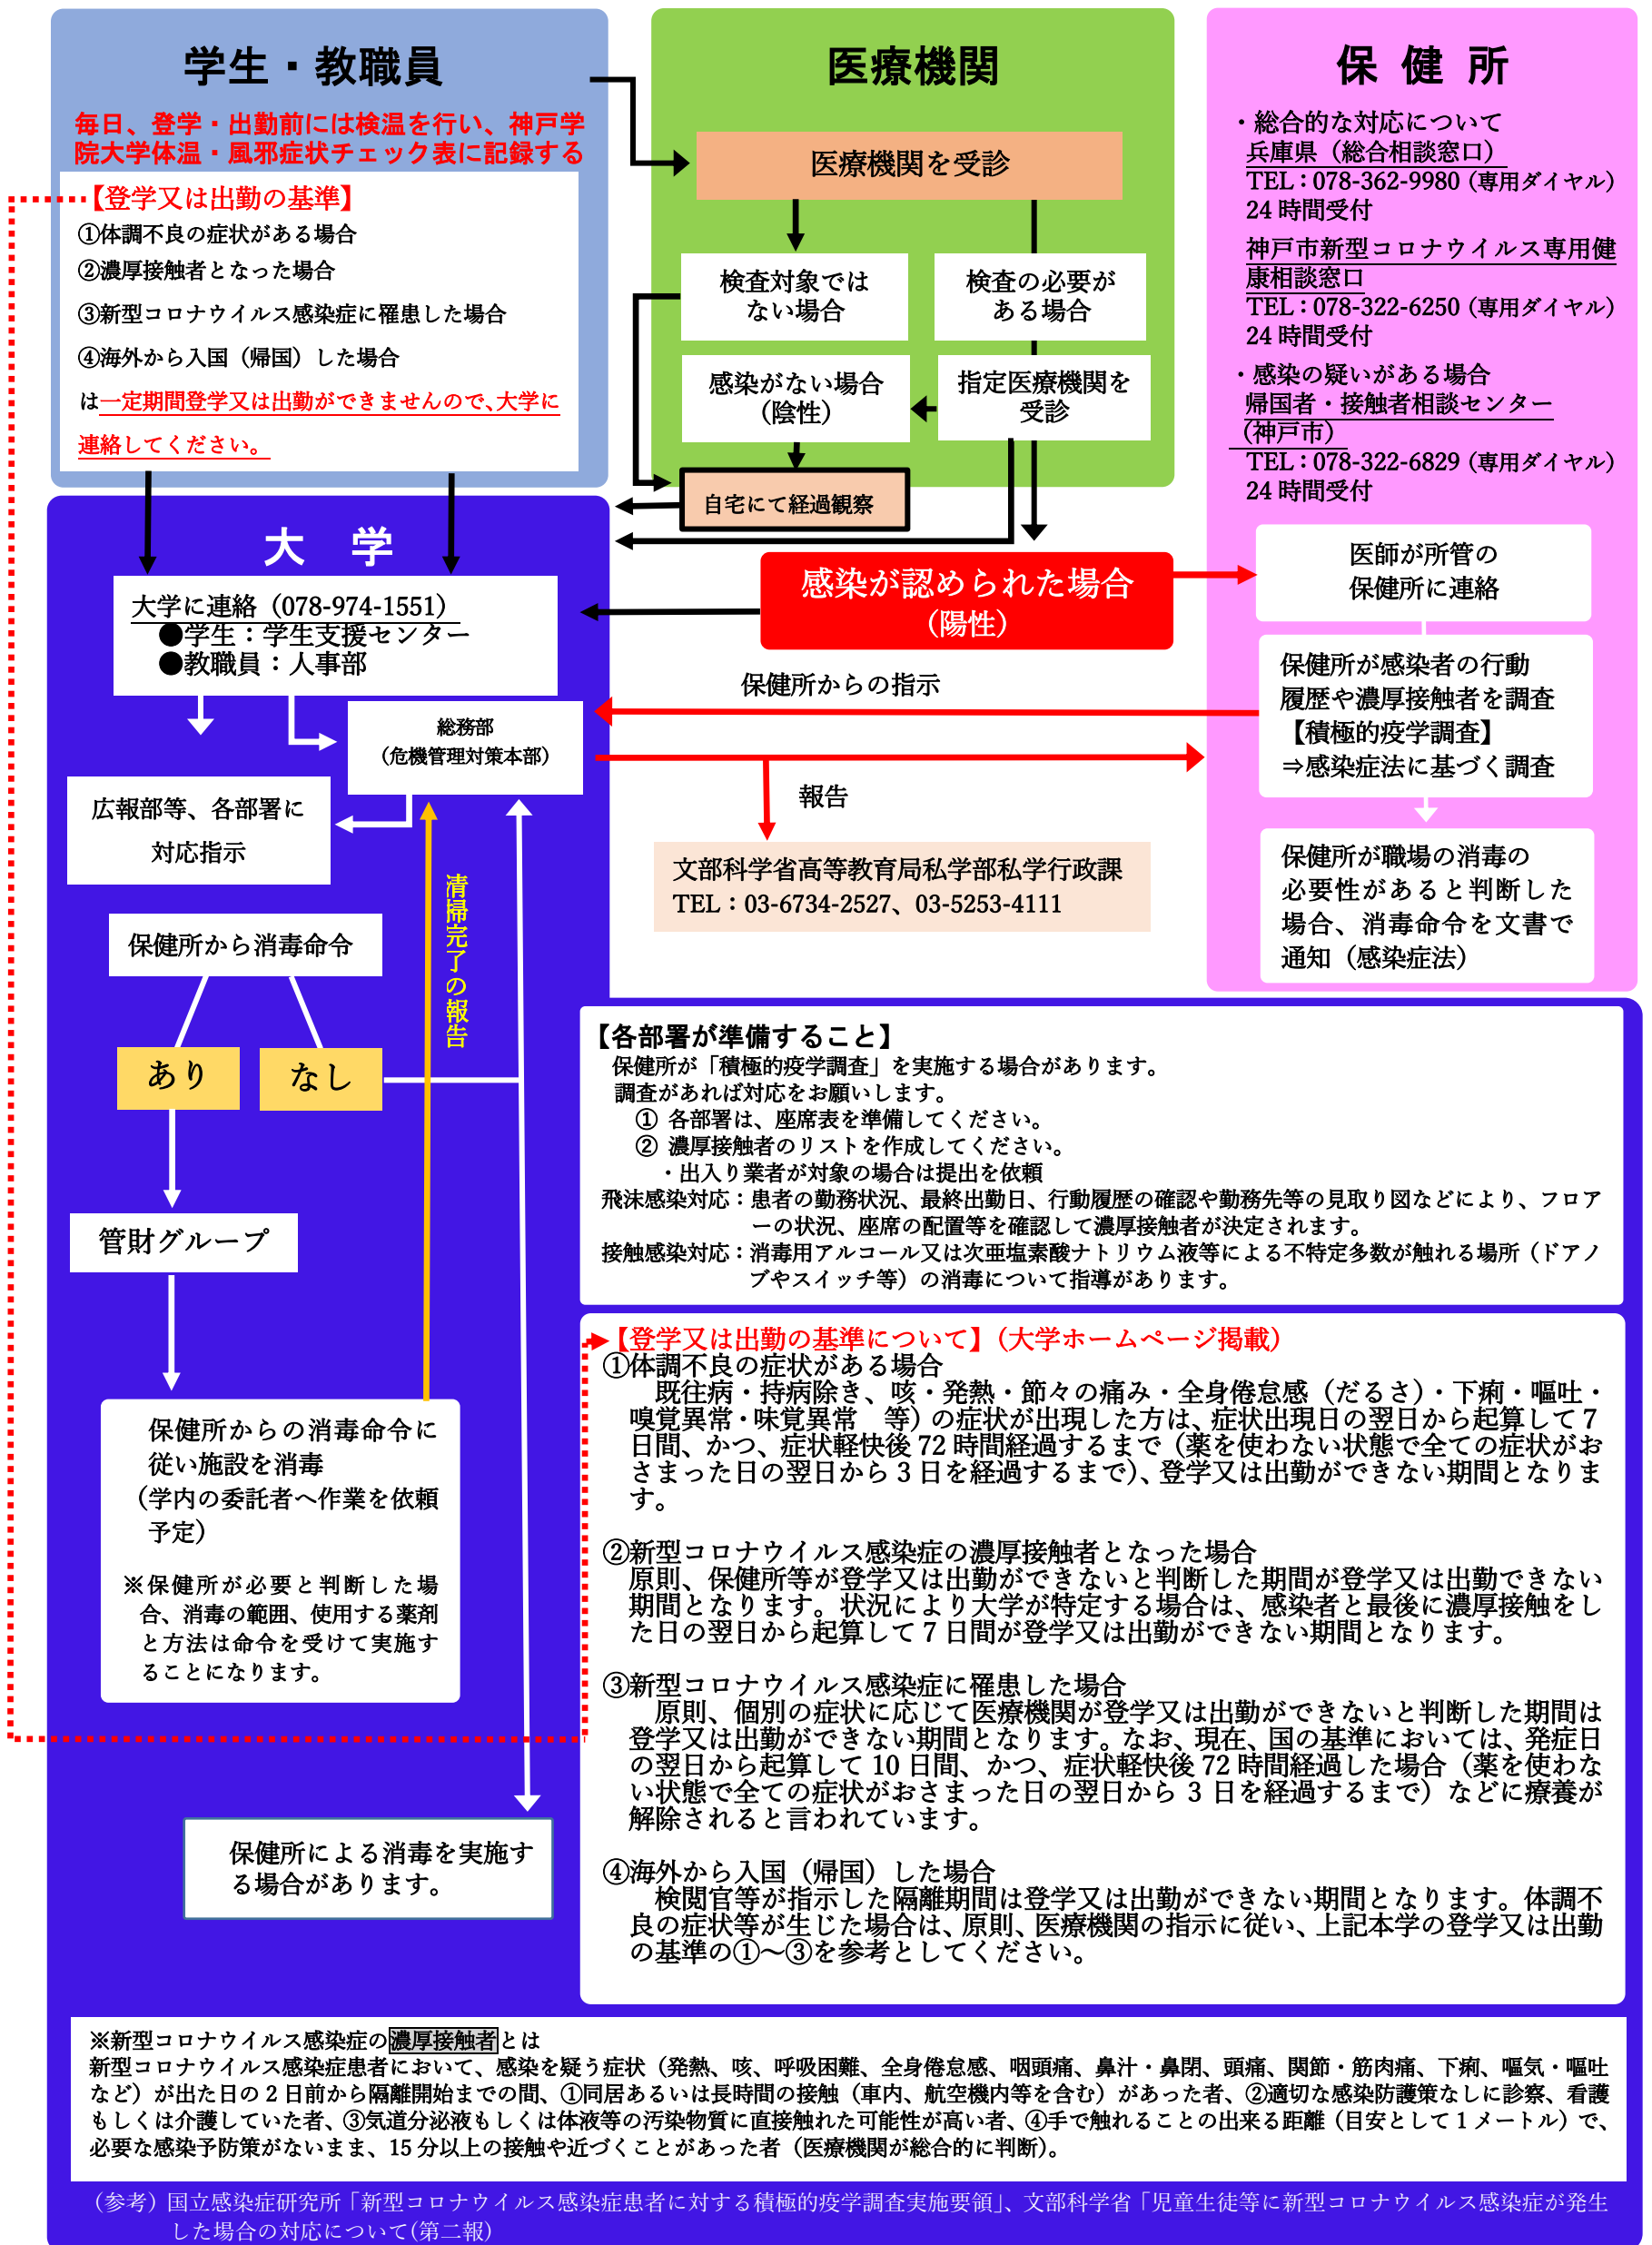 学生・教職員
毎日、登学・出勤前には検温を行い、神戸学
院大学体温・風邪症状チェック表に記録する
【登学又は出勤の基準】
①体調不良の症状がある場合
②濃厚接触者となった場合
③新型コロナウイルス感染症に罹患した場合
④海外から入国（帰国）した場合
は一定期間登学又は出勤ができませんので､大学に
連絡してください。
医療機関
医療機関を受診
検査対象では
ない場合
検査の必要が
ある場合
感染がない場合
（陰性）
指定医療機関を
受診
自宅にて経過観察
感染が認められた場合
（陽性）
保 健 所
・総合的な対応について
兵庫県（総合相談窓口）
TEL：078-362-9980（専用ダイヤル）
24 時間受付
神戸市新型コロナウイルス専用健
康相談窓口
TEL：078-322-6250（専用ダイヤル）
24 時間受付
・感染の疑いがある場合
帰国者・接触者相談センター
（神戸市）
TEL：078-322-6829（専用ダイヤル）
24 時間受付
医師が所管の
保健所に連絡
保健所が感染者の行動
履歴や濃厚接触者を調査
【積極的疫学調査】
⇒感染症法に基づく調査
保健所が職場の消毒の
必要性があると判断した
場合、消毒命令を文書で
通知（感染症法）
保健所からの指示
報告
文部科学省高等教育局私学部私学行政課
TEL：03-6734-2527、03-5253-4111
大 学
大学に連絡（078-974-1551）
●学生：学生支援センター
●教職員：人事部
総務部
（危機管理対策本部）
広報部等、各部署に
対応指示
清掃完了の報告
保健所から消毒命令
あり
なし
管財グループ
保健所からの消毒命令に
従い施設を消毒
（学内の委託者へ作業を依頼
予定）
※保健所が必要と判断した場
合、消毒の範囲、使用する薬剤
と方法は命令を受けて実施す
ることになります。
保健所による消毒を実施す
る場合があります。
【各部署が準備すること】
保健所が「積極的疫学調査」を実施する場合があります。
調査があれば対応をお願いします。
① 各部署は、座席表を準備してください。
② 濃厚接触者のリストを作成してください。
・出入り業者が対象の場合は提出を依頼
飛沫感染対応：患者の勤務状況、最終出勤日、行動履歴の確認や勤務先等の見取り図などにより、フロア
ーの状況、座席の配置等を確認して濃厚接触者が決定されます。
接触感染対応：消毒用アルコール又は次亜塩素酸ナトリウム液等による不特定多数が触れる場所（ドアノ
ブやスイッチ等）の消毒について指導があります。
【登学又は出勤の基準について】（大学ホームページ掲載）
①体調不良の症状がある場合
既往病・持病除き、咳・発熱・節々の痛み・全身倦怠感（だるさ）・下痢・嘔吐・
嗅覚異常・味覚異常　等）の症状が出現した方は、症状出現日の翌日から起算して 7
日間、かつ、症状軽快後 72 時間経過するまで（薬を使わない状態で全ての症状がお
さまった日の翌日から 3 日を経過するまで）、登学又は出勤ができない期間となりま
す。
②新型コロナウイルス感染症の濃厚接触者となった場合
原則、保健所等が登学又は出勤ができないと判断した期間が登学又は出勤できない
期間となります。状況により大学が特定する場合は、感染者と最後に濃厚接触をし
た日の翌日から起算して 7 日間が登学又は出勤ができない期間となります。
③新型コロナウイルス感染症に罹患した場合
原則、個別の症状に応じて医療機関が登学又は出勤ができないと判断した期間は
登学又は出勤ができない期間となります。なお、現在、国の基準においては、発症日
の翌日から起算して 10 日間、かつ、症状軽快後 72 時間経過した場合（薬を使わな
い状態で全ての症状がおさまった日の翌日から 3 日を経過するまで）などに療養が
解除されると言われています。
④海外から入国（帰国）した場合
検閲官等が指示した隔離期間は登学又は出勤ができない期間となります。体調不
良の症状等が生じた場合は、原則、医療機関の指示に従い、上記本学の登学又は出勤
の基準の①～③を参考としてください。
※新型コロナウイルス感染症の濃厚接触者とは
新型コロナウイルス感染症患者において、感染を疑う症状（発熱、咳、呼吸困難、全身倦怠感、咽頭痛、鼻汁・鼻閉、頭痛、関節・筋肉痛、下痢、嘔気・嘔吐
など）が出た日の 2 日前から隔離開始までの間、①同居あるいは長時間の接触（車内、航空機内等を含む）があった者、②適切な感染防護策なしに診察、看護
もしくは介護していた者、③気道分泌液もしくは体液等の汚染物質に直接触れた可能性が高い者、④手で触れることの出来る距離（目安として 1 メートル）で、
必要な感染予防策がないまま、15 分以上の接触や近づくことがあった者（医療機関が総合的に判断）。
（参考）国立感染症研究所「新型コロナウイルス感染症患者に対する積極的疫学調査実施要領」、文部科学省「児童生徒等に新型コロナウイルス感染症が発生
した場合の対応について(第二報)